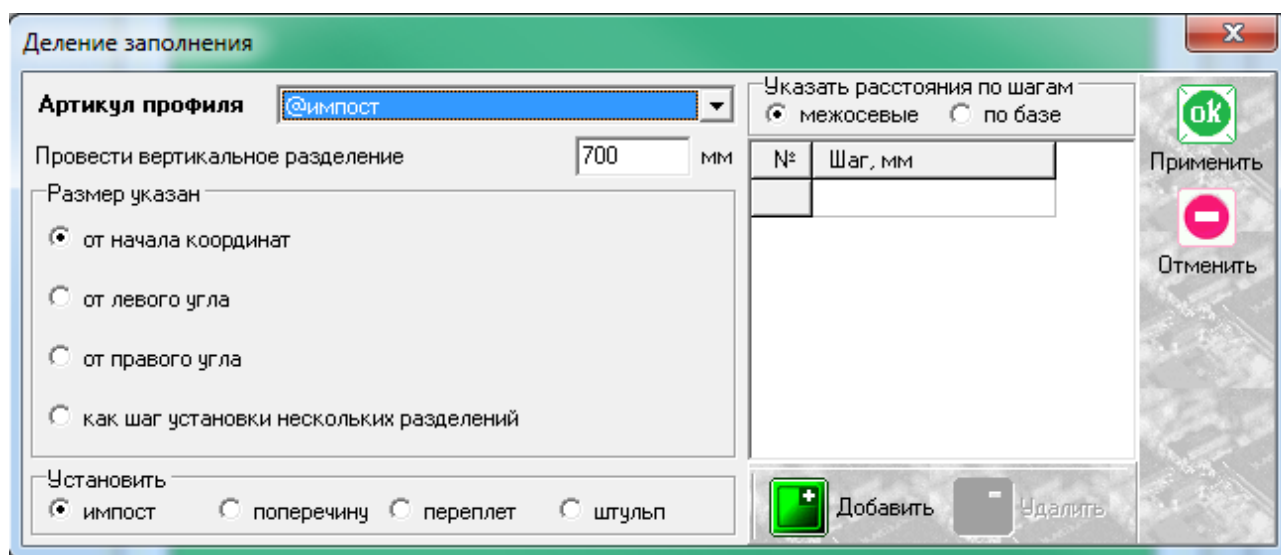 Деление заполнения
Артикул профиля @импост
Провести вертикальное разделение 700 мм
Размер указан
от начала координат
от левого угла
от правого угла
как шаг установки нескольких разделений
Установить
импост поперечину переплет штульп
Указать расстояния по шагам
межосевые по базе
№ Шаг, мм
Добавить Удалить
ok
Применить
Отменить